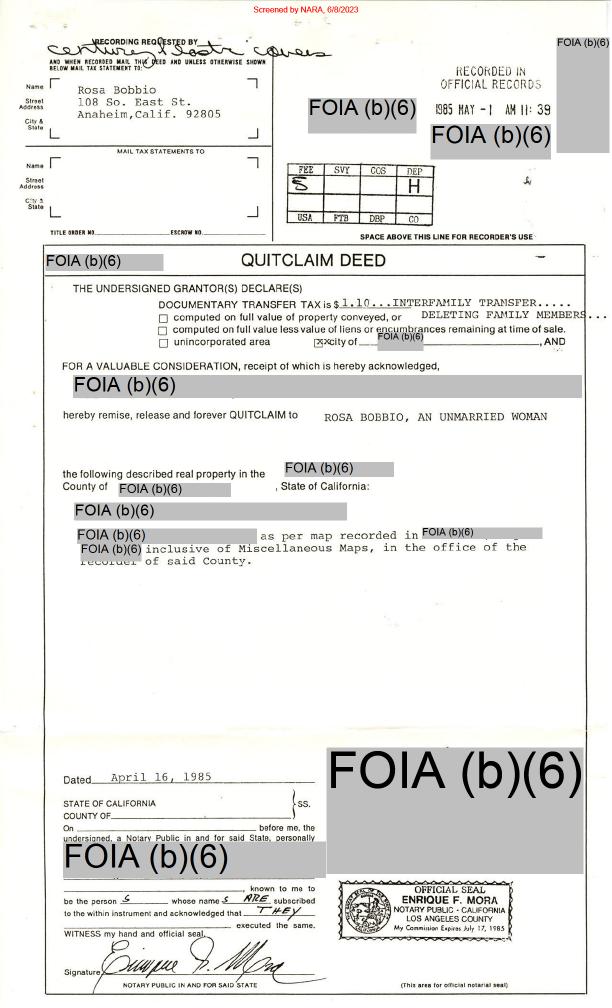 Screened by NARA, 6/8/2023
RECORDING REQUESTED BY
AND WHEN RECORDED MAIL THIS DEED AND UNLESS OTHERWISE SHOWN
BELOW MAIL TAX STATEMENT TO:
Name
Street Address
City & State
Rosa Bobbio
108 So. East St.
Anaheim,Calif. 92805
MAIL TAX STATEMENTS TO
Name
Street Address
City & State
TITLE ORDER NO. ESCROW NO.
FOIA (b)(6)
RECORDED IN
OFFICIAL RECORDS
FOIA (b)(6)
1985 MAY -1 AM 11: 39
FOIA (b)(6)
FEE SVY COS DEP
5 H
USA FTB DBP CO
SPACE ABOVE THIS LINE FOR RECORDER'S USE
FOIA (b)(6) QUITCLAIM DEED
THE UNDERSIGNED GRANTOR(S) DECLARE(S)
DOCUMENTARY TRANSFER TAX is $ 1.10...INTERFAMILY TRANSFER.....
computed on full value of property conveyed, or DELETING FAMILY MEMBERS...
computed on full value less value of liens or encumbrances remaining at time of sale.
unincorporated area xx city of FOIA (b)(6) , AND
FOR A VALUABLE CONSIDERATION, receipt of which is hereby acknowledged,
FOIA (b)(6)
hereby remise, release and forever QUITCLAIM to ROSA BOBBIO, AN UNMARRIED WOMAN
the following described real property in the FOIA (b)(6)
County of FOIA (b)(6) , State of California:
FOIA (b)(6)
FOIA (b)(6) as per map recorded in FOIA (b)(6)
FOIA (b)(6) inclusive of Miscellaneous Maps, in the office of the
recorder of said County.
Dated April 16, 1985
STATE OF CALIFORNIA
COUNTY OF SS.
On before me, the
undersigned, a Notary Public in and for said State, personally
FOIA (b)(6)
, known to me to
be the person S whose name S ARE subscribed
to the within instrument and acknowledged that THEY
executed the same.
WITNESS my hand and official seal.
Signature Enrique F. Mora
NOTARY PUBLIC IN AND FOR SAID STATE
FOIA (b)(6)
OFFICIAL SEAL
ENRIQUE F. MORA
NOTARY PUBLIC - CALIFORNIA
LOS ANGELES COUNTY
My Commission Expires July 17, 1985
(This area for official notarial seal)